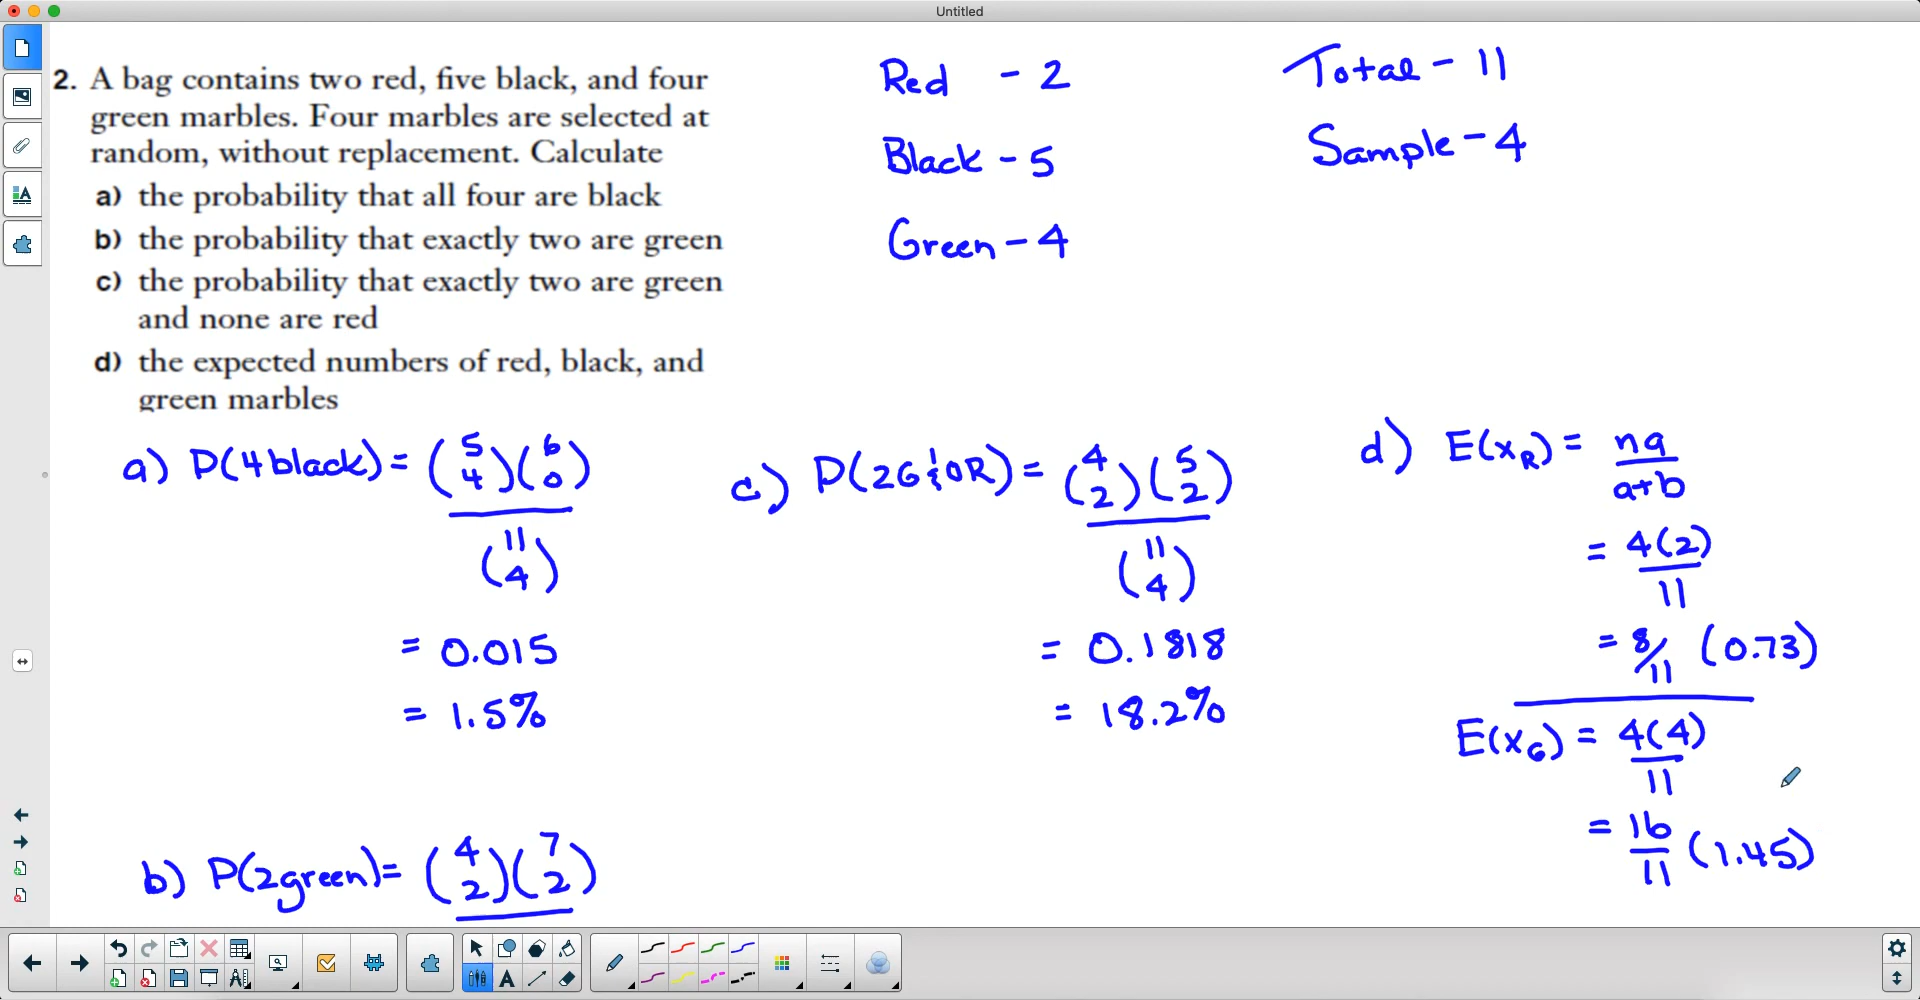 Untitled
2. A bag contains two red, five black, and four
green marbles. Four marbles are selected at
random, without replacement. Calculate
a) the probability that all four are black
b) the probability that exactly two are green
c) the probability that exactly two are green
and none are red
d) the expected numbers of red, black, and
green marbles
Red - 2
Black - 5
Green - 4
Total - 11
Sample - 4
a) P(4 black) = (5 4)(6 0)
(11 4)
= 0.015
= 1.5%
b) P(2 green) = (4 2)(7 2)
c) P(2G & 0R) = (4 2)(5 2)
(11 4)
= 0.1818
= 18.2%
d) E(x_R) = na
a+b
= 4(2)
11
= 8/11 (0.73)
E(x_G) = 4(4)
11
= 16
11 (1.45)